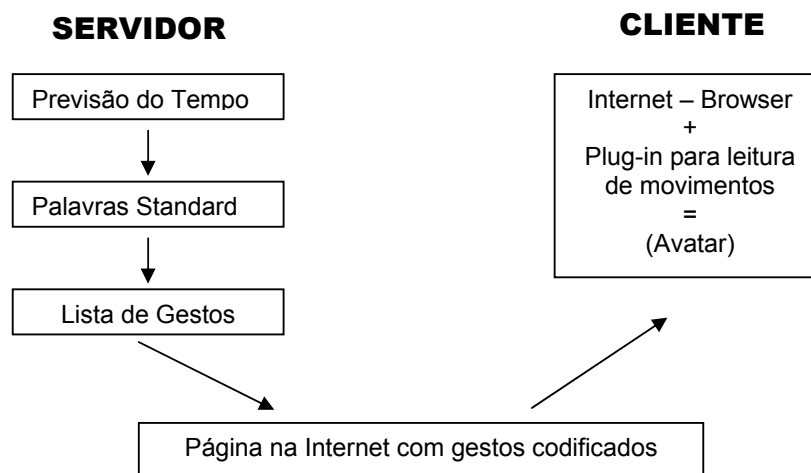 SERVIDOR
Previsão do Tempo
Palavras Standard
Lista de Gestos
CLIENTE
Internet – Browser
+
Plug-in para leitura
de movimentos
=
(Avatar)
Página na Internet com gestos codificados